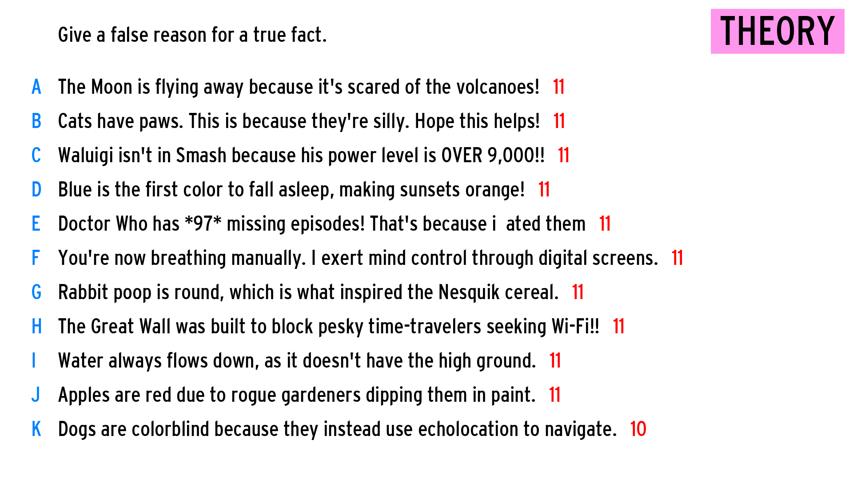 Give a false reason for a true fact.
THEORY
A The Moon is flying away because it's scared of the volcanoes! 11
B Cats have paws. This is because they're silly. Hope this helps! 11
C Waluigi isn't in Smash because his power level is OVER 9,000!! 11
D Blue is the first color to fall asleep, making sunsets orange! 11
E Doctor Who has *97* missing episodes! That's because i ated them 11
F You're now breathing manually. I exert mind control through digital screens. 11
G Rabbit poop is round, which is what inspired the Nesquik cereal. 11
H The Great Wall was built to block pesky time-travelers seeking Wi-Fi!! 11
I Water always flows down, as it doesn't have the high ground. 11
J Apples are red due to rogue gardeners dipping them in paint. 11
K Dogs are colorblind because they instead use echolocation to navigate. 10